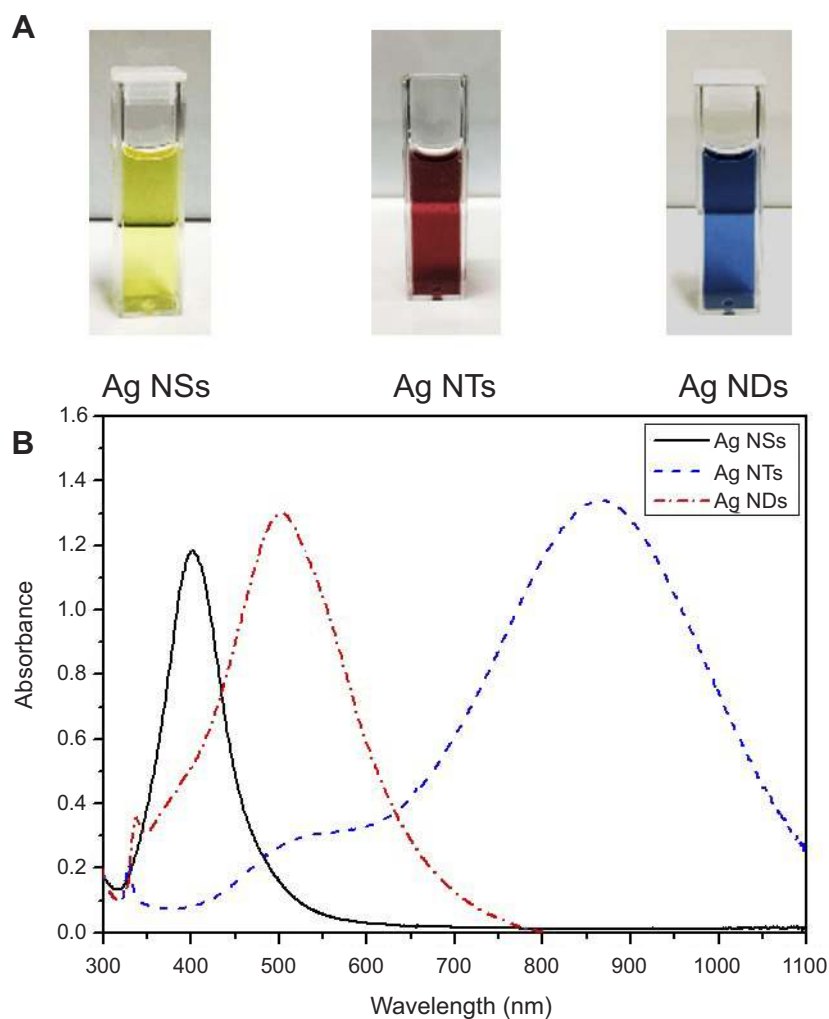 A
Ag NSs Ag NTs Ag NDs
B
1.6
1.4
1.2
1.0
0.8
0.6
0.4
0.2
0.0
Absorbance
Ag NSs
Ag NTs
Ag NDs
300 400 500 600 700 800 900 1000 1100
Wavelength (nm)